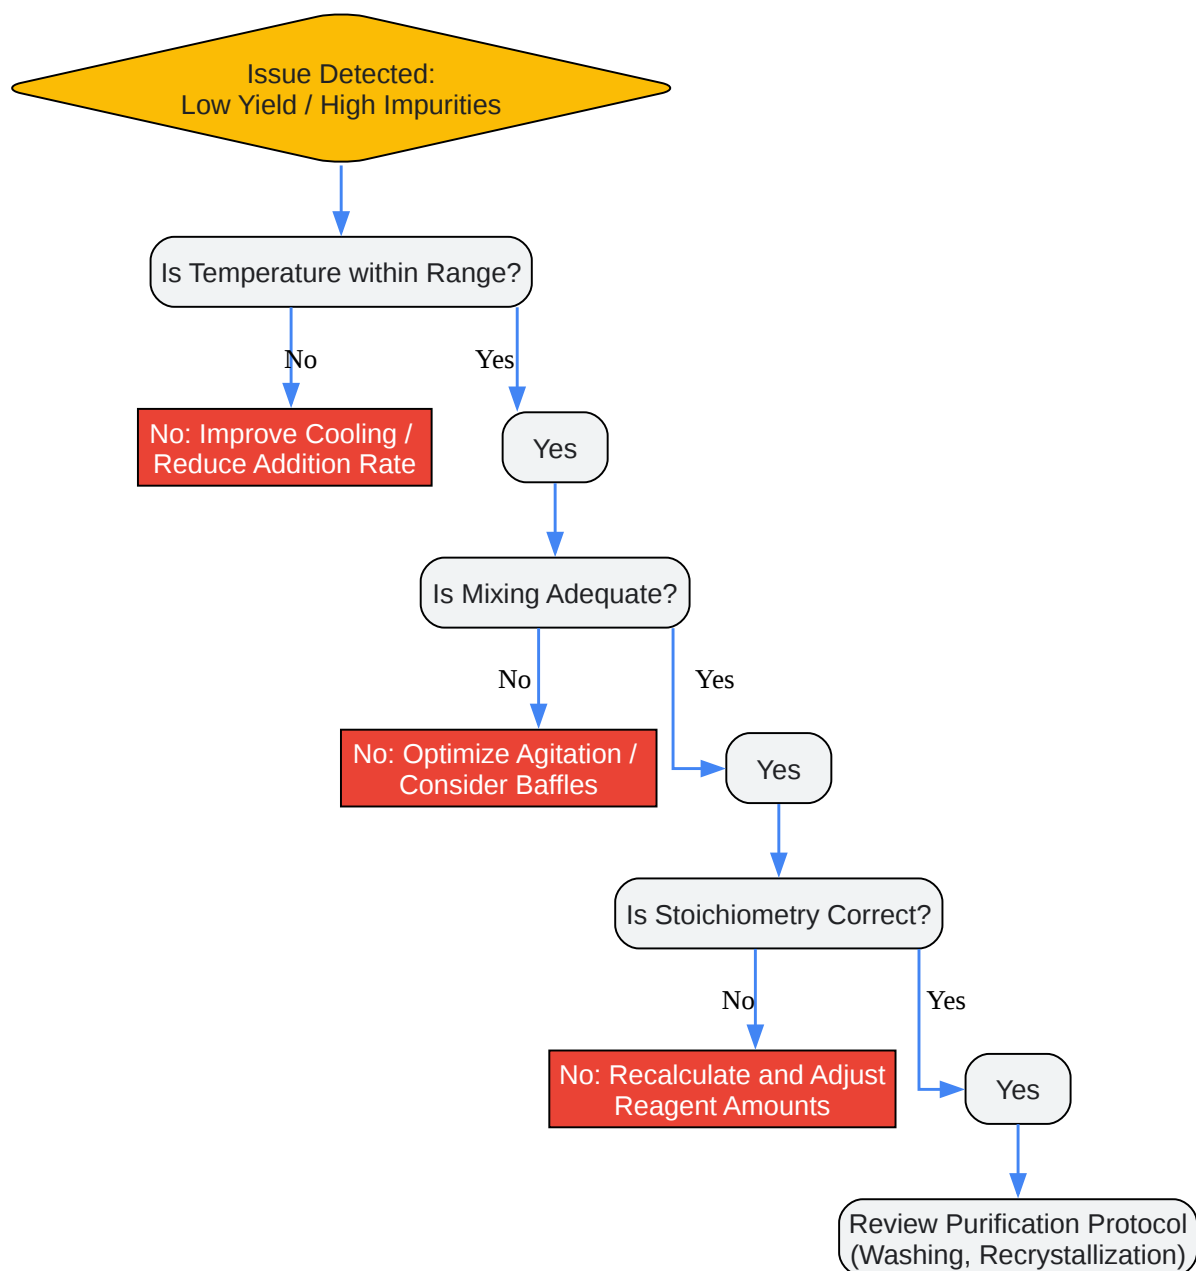 Issue Detected:
Low Yield / High Impurities
Is Temperature within Range?
No
Yes
No: Improve Cooling /
Reduce Addition Rate
Yes
Is Mixing Adequate?
No
Yes
No: Optimize Agitation /
Consider Baffles
Yes
Is Stoichiometry Correct?
No
Yes
No: Recalculate and Adjust
Reagent Amounts
Yes
Review Purification Protocol
(Washing, Recrystallization)